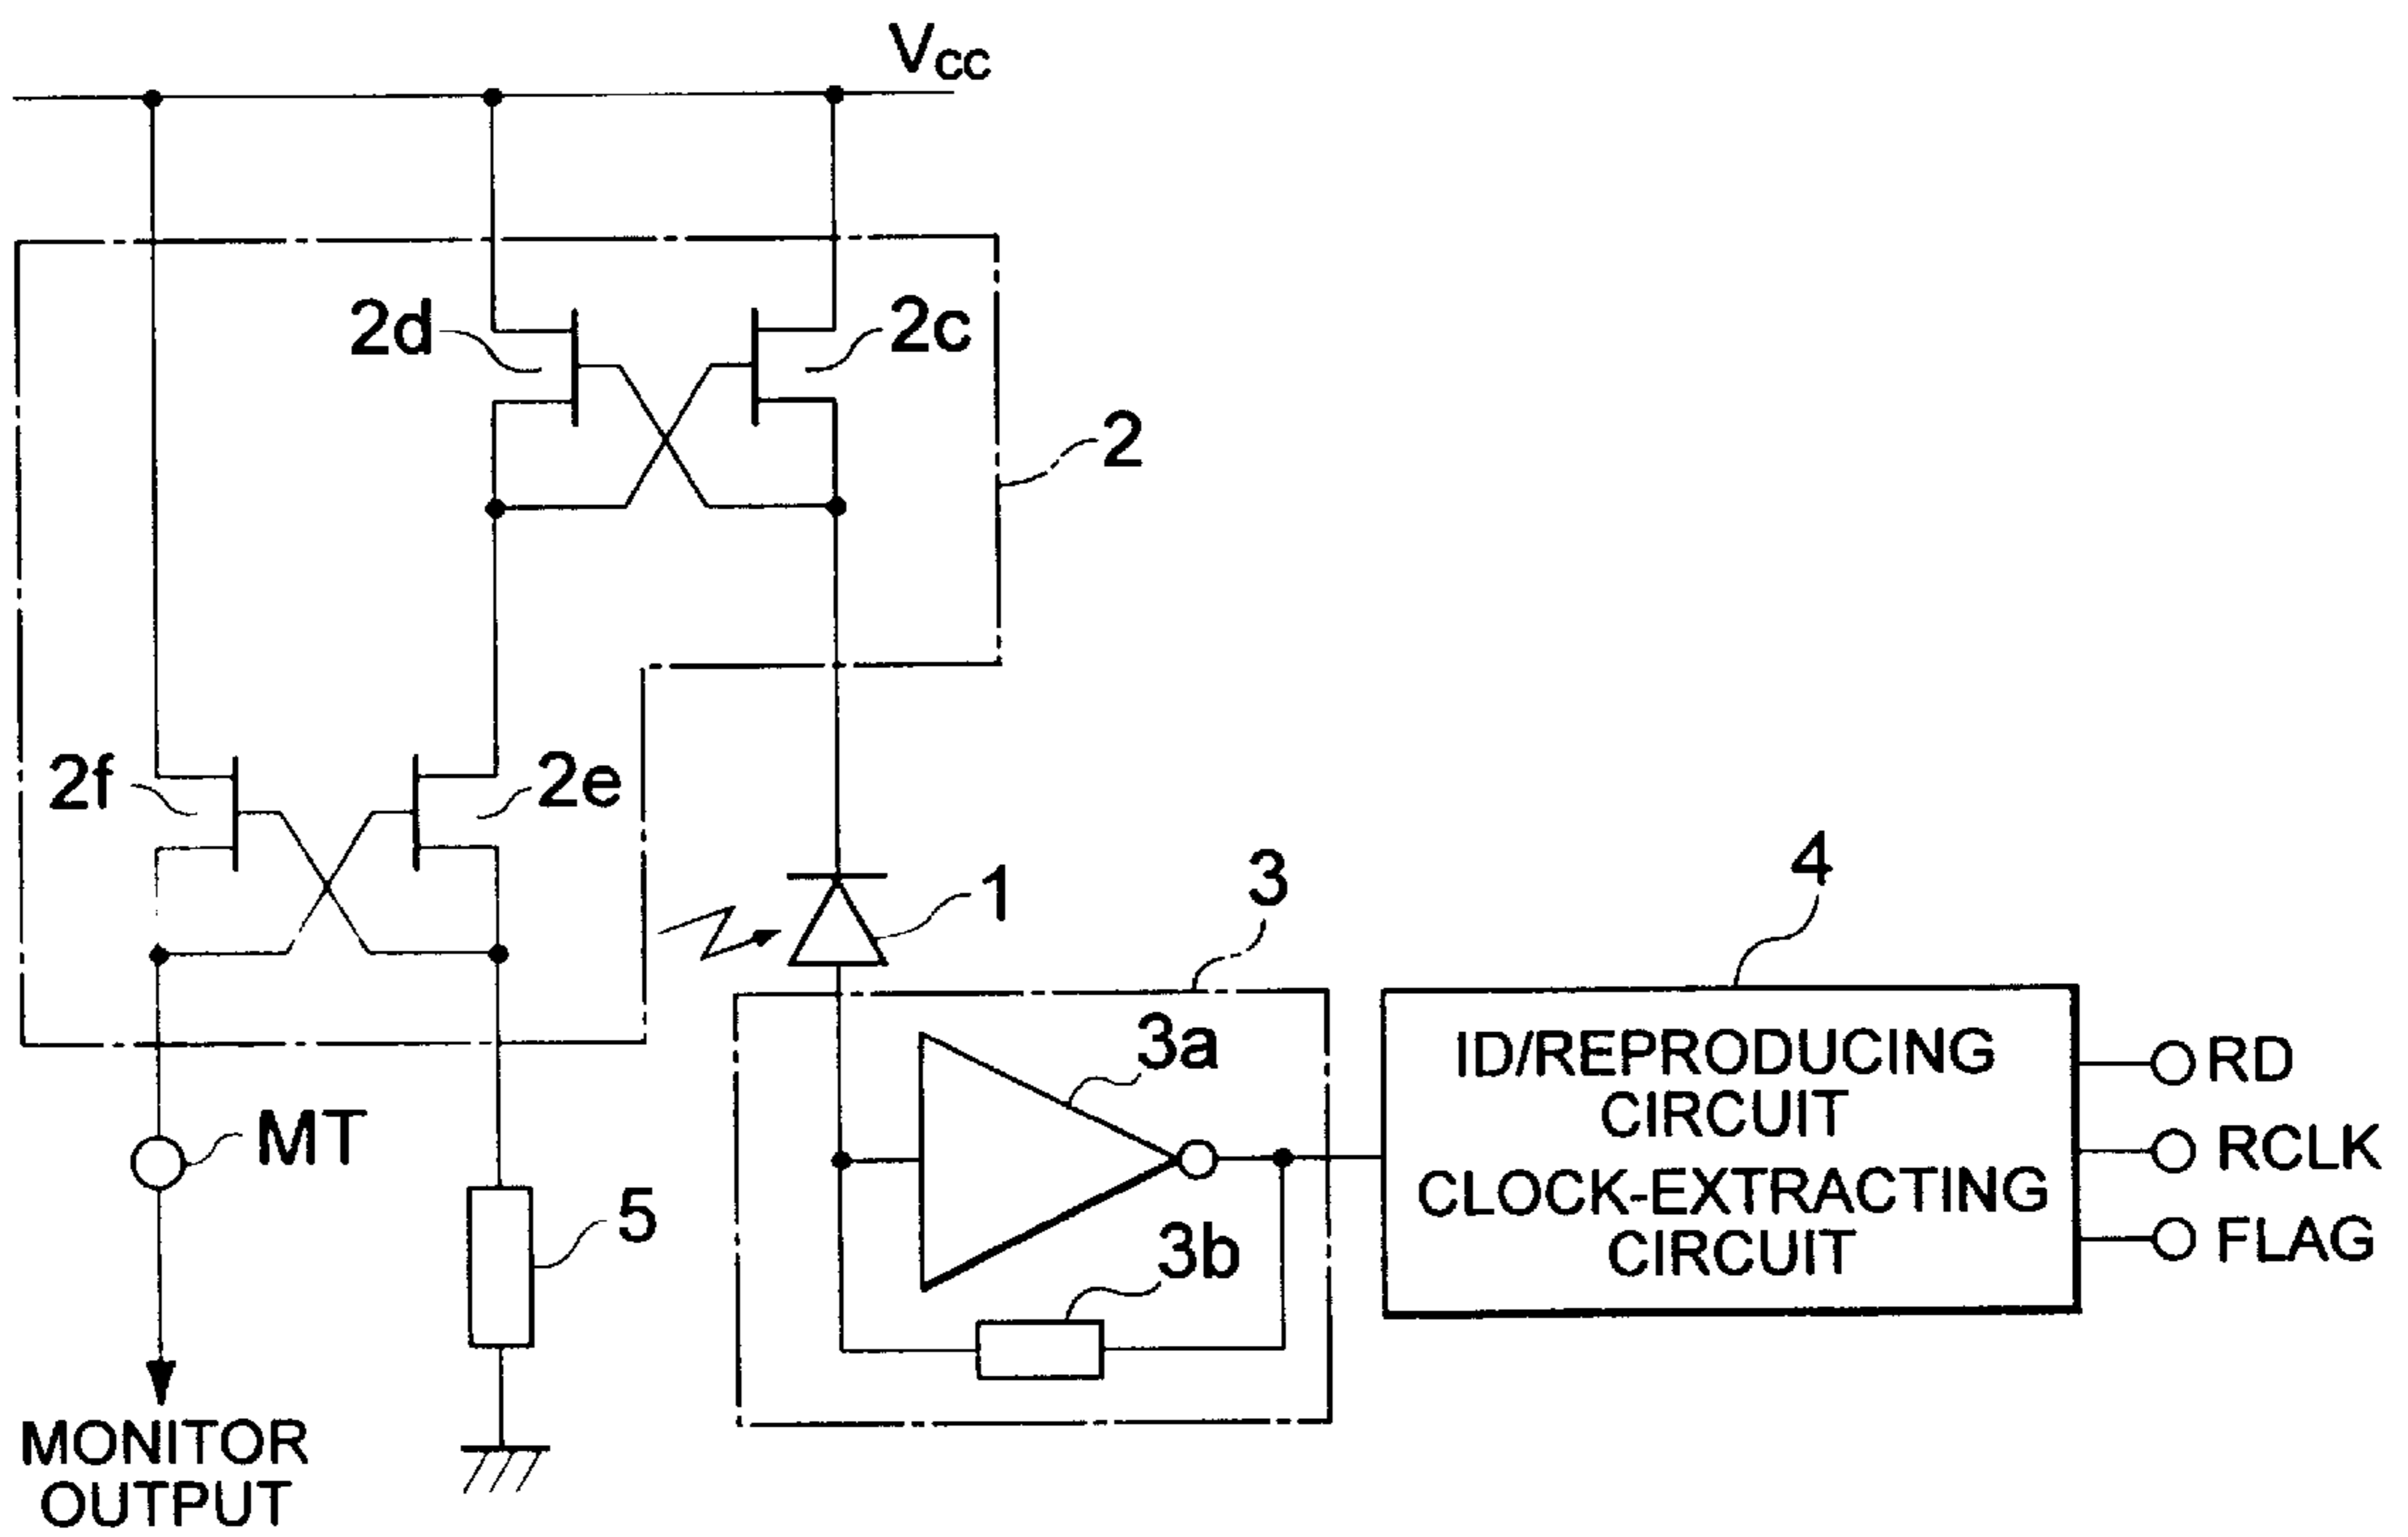 VCC
2d
2c
2
2f
2e
1
3
4
3a
ID/REPRODUCING
CIRCUIT
CLOCK-EXTRACTING
CIRCUIT
RD
RCLK
FLAG
MT
5
3b
MONITOR
OUTPUT